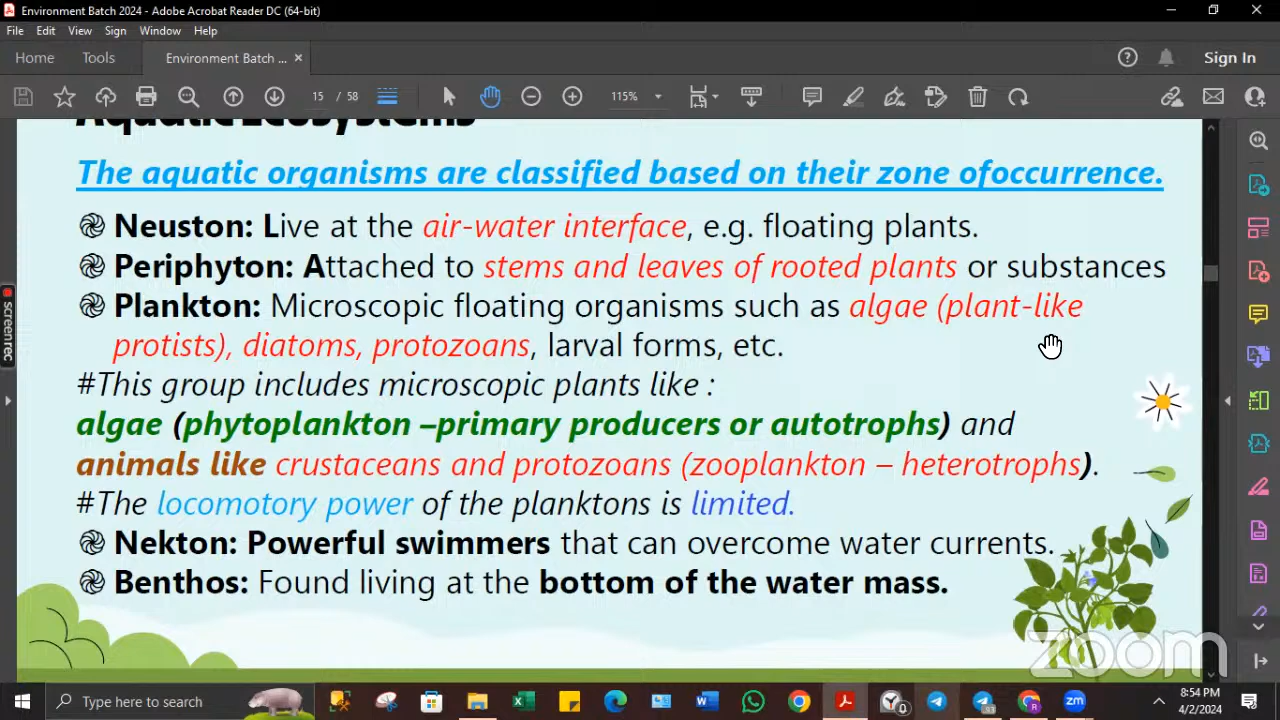 Environment Batch 2024 - Adobe Acrobat Reader DC (64-bit)
File Edit View Sign Window Help
Home Tools Environment Batch ... × Sign In
15 / 58 115%
Aquatic Ecosystems
The aquatic organisms are classified based on their zone ofoccurrence.
Neuston: Live at the air-water interface, e.g. floating plants.
Periphyton: Attached to stems and leaves of rooted plants or substances
Plankton: Microscopic floating organisms such as algae (plant-like
protists), diatoms, protozoans, larval forms, etc.
#This group includes microscopic plants like :
algae (phytoplankton –primary producers or autotrophs) and
animals like crustaceans and protozoans (zooplankton – heterotrophs).
#The locomotory power of the planktons is limited.
Nekton: Powerful swimmers that can overcome water currents.
Benthos: Found living at the bottom of the water mass.
screenrec
zoom
Type here to search
zm
8:54 PM
4/2/2024